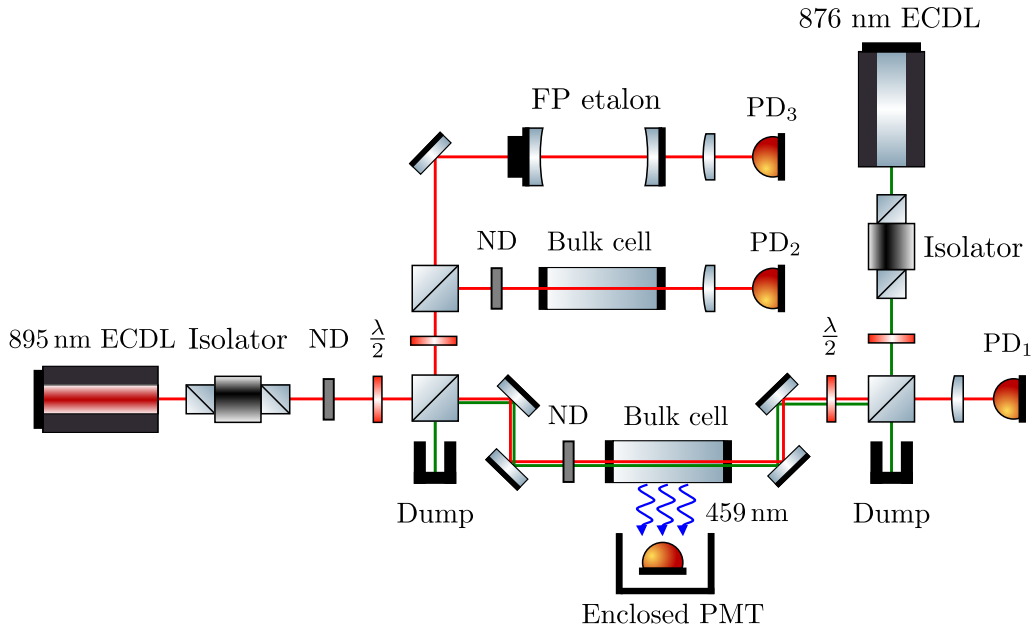 876 nm ECDL
FP etalon
PD₃
ND
Bulk cell
PD₂
Isolator
895 nm ECDL
Isolator
ND
λ/2
λ/2
PD₁
ND
Bulk cell
Dump
459 nm
Dump
Enclosed PMT